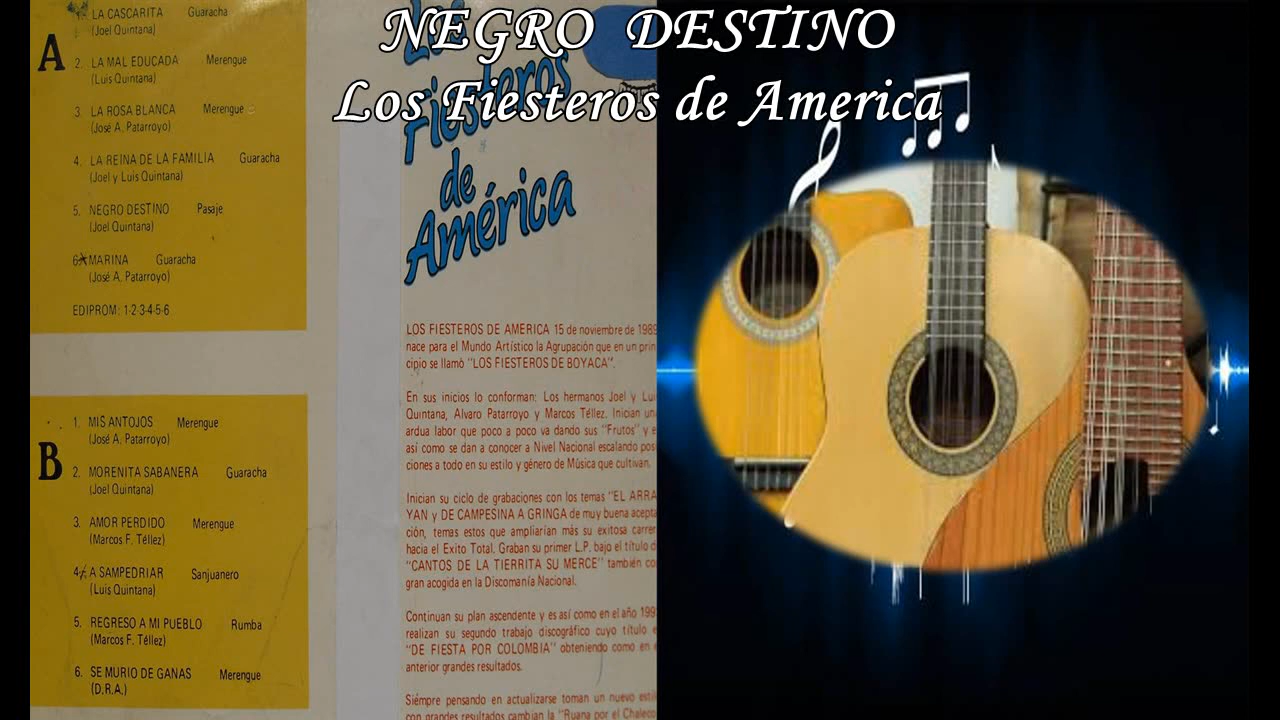 NEGRO DESTINO
Los Fiesteros de America
A
1. LA CASCARITA Guaracha
(Joel Quintana)
2. LA MAL EDUCADA Merengue
(Luis Quintana)
3 LA ROSA BLANCA Merengue
(José A. Patarroyo)
4. LA REINA DE LA FAMILIA Guaracha
(Joel y Luis Quintana)
5. NEGRO DESTINO Pasaje
(Joel Quintana)
6. MARINA Guaracha
(José A. Patarroyo)
EDIPROM: 1-2-3-4-5-6
B
1. MIS ANTOJOS Merengue
(José A. Patarroyo)
2. MORENITA SABANERA Guaracha
(Joel Quintana)
3. AMOR PERDIDO Merengue
(Marcos F. Téllez)
4. A SAMPEDRIAR Sanjuanero
(Luis Quintana)
5. REGRESO A MI PUEBLO Rumba
(Marcos F. Téllez)
6. SE MURIO DE GANAS Merengue
(D.R.A.)
Los
Fiesteros
de
América
LOS FIESTEROS DE AMERICA 15 de noviembre de 1989
nace para el Mundo Artístico la Agrupación que en un prin
cipio se llamò "LOS FIESTEROS DE BOYACA".
En sus inicios lo conforman: Los hermanos Joel y Lui
Quintana, Alvaro Patarroyo y Marcos Téllez. Inician una
ardua labor que poco a poco va dando sus "Frutos" y e
así como se dan a conocer a Nivel Nacional escalando posi
ciones a todo en su estilo y género de Música que cultivan.
Inician su ciclo de grabaciones con los temas "EL ARRA
YAN y DE CAMPESINA A GRINGA de muy buena acepta
ción, temas estos que ampliarían más su exitosa carrer
hacia el Exito Total. Graban su primer L.P. bajo el título d
"CANTOS DE LA TIERRITA SU MERCE" también co
gran acogida en la Discomanía Nacional.
Continuan su plan ascendente y es así como en el año 199
realizan su segundo trabajo discográfico cuyo título e
"DE FIESTA POR COLOMBIA" obteniendo como en e
anterior grandes resultados.
Siémpre pensando en actualizarse toman un nuevo estil
con grandes resultados cambian la "Ruana por el Chaleco